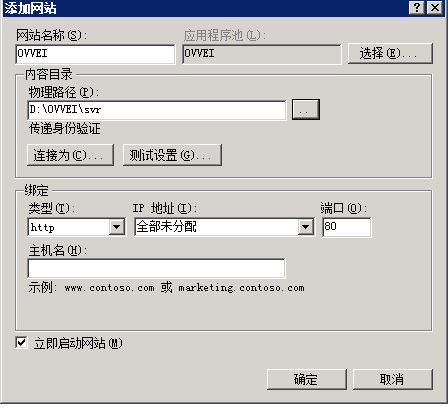 添加网站
网站名称(S):
应用程序池(L):
OVVEI
OVVEI
选择(E)...
内容目录
物理路径(P):
D:\OVVEI\svr
..
传递身份验证
连接为(C)...
测试设置(G)...
绑定
类型(T):
IP 地址(I):
端口(O):
http
全部未分配
80
主机名(H):
示例: www.contoso.com 或 marketing.contoso.com
立即启动网站(M)
确定
取消